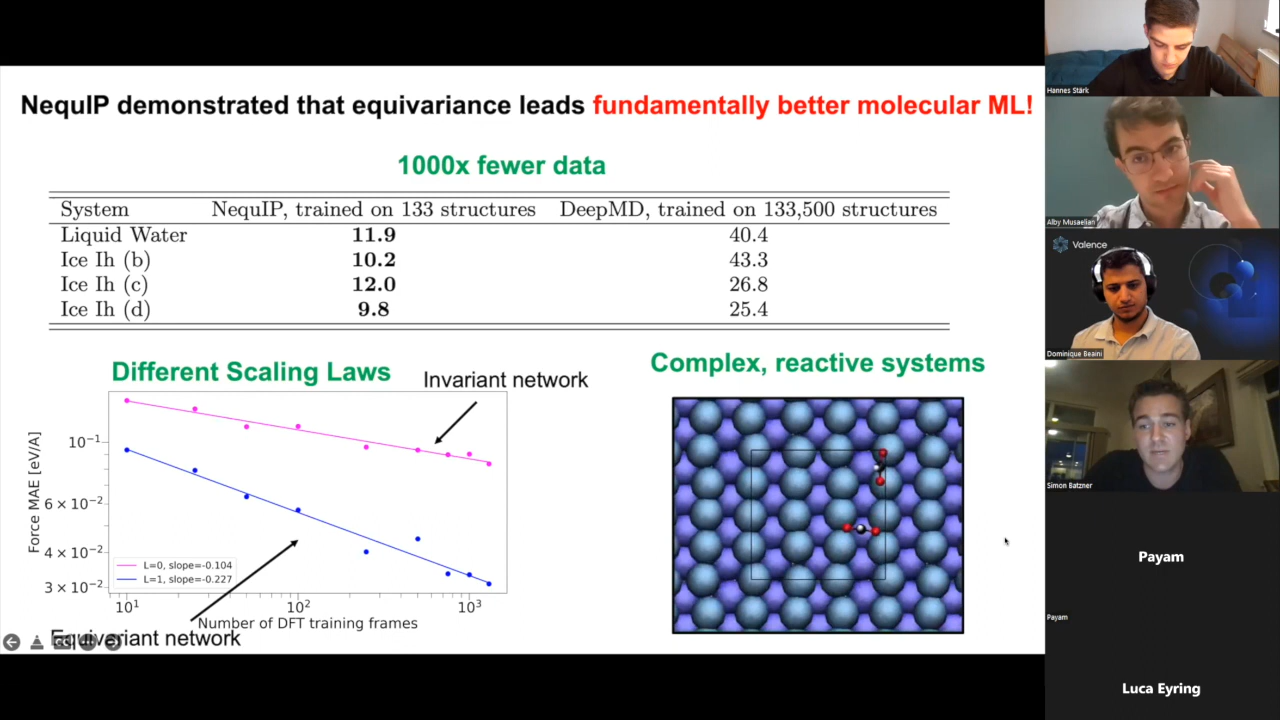 NequIP demonstrated that equivariance leads fundamentally better molecular ML!
1000x fewer data
System NequIP, trained on 133 structures DeePMD, trained on 133,500 structures
Liquid Water 11.9 40.4
Ice Ih (b) 10.2 43.3
Ice Ih (c) 12.0 26.8
Ice Ih (d) 9.8 25.4
Different Scaling Laws
Invariant network
Force MAE [eV/A]
10⁻¹
6 × 10⁻²
4 × 10⁻²
3 × 10⁻²
L=0, slope=-0.104
L=1, slope=-0.227
10¹ 10² 10³
Number of DFT training frames
Equivariant network
Complex, reactive systems
Hannes Stärk
Alby Musaelian
Valence
Dominique Beaini
Simon Batzner
Payam
Payam
Luca Eyring